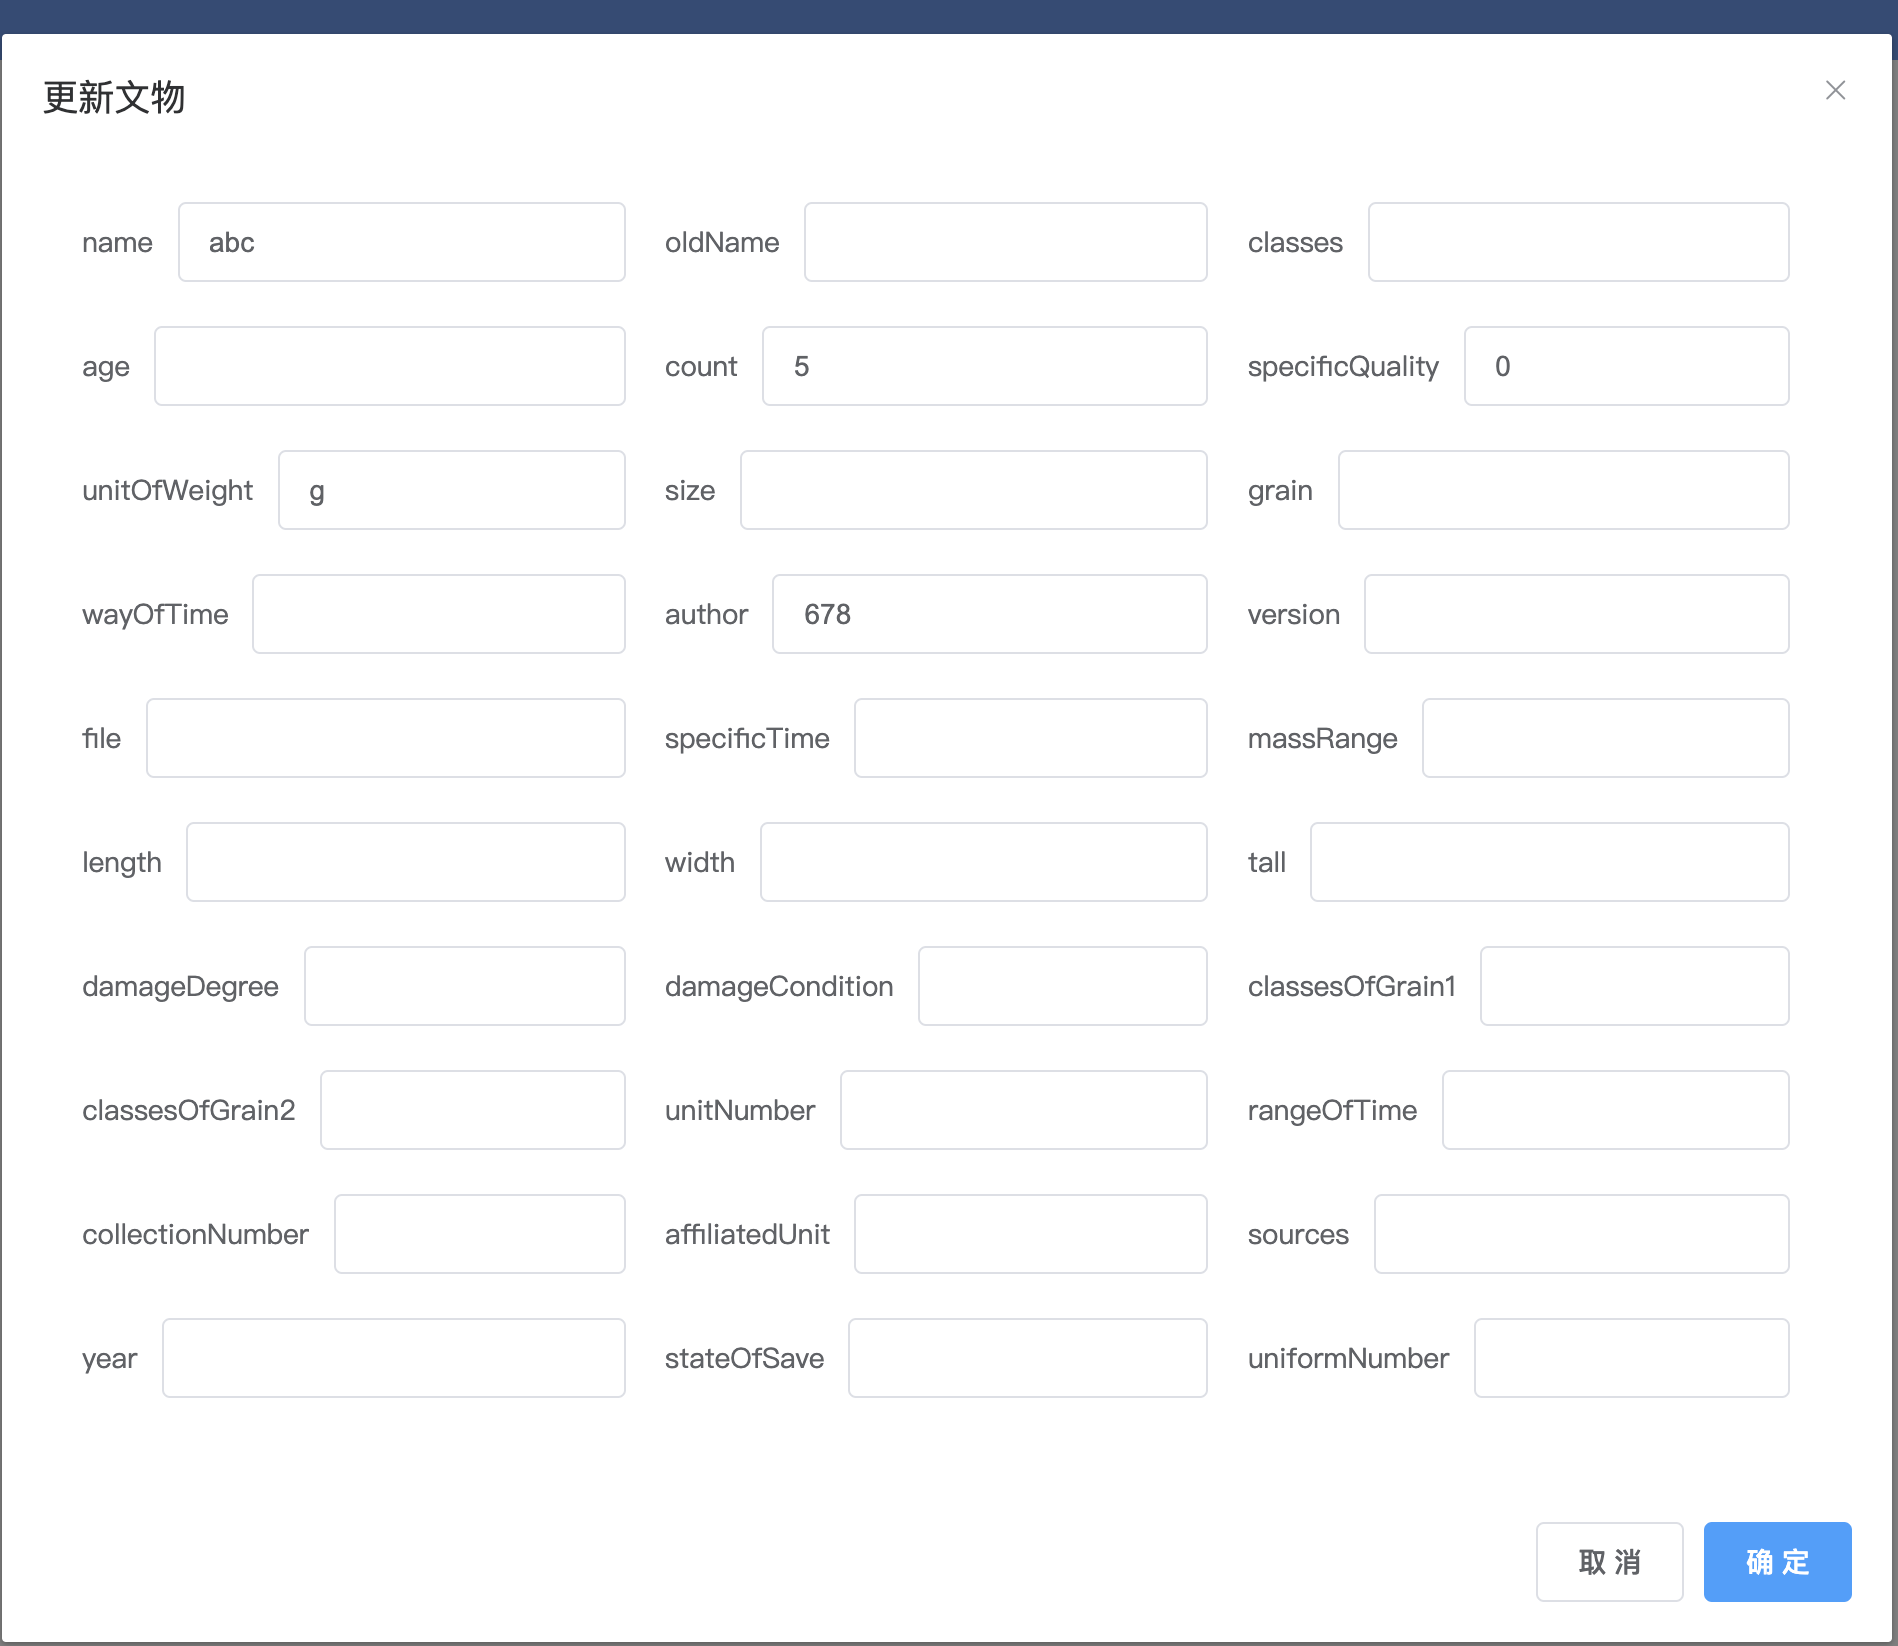 更新文物
name abc oldName classes
age count 5 specificQuality 0
unitOfWeight g size grain
wayOfTime author 678 version
file specificTime massRange
length width tall
damageDegree damageCondition classesOfGrain1
classesOfGrain2 unitNumber rangeOfTime
collectionNumber affiliatedUnit sources
year stateOfSave uniformNumber
取 消 确 定